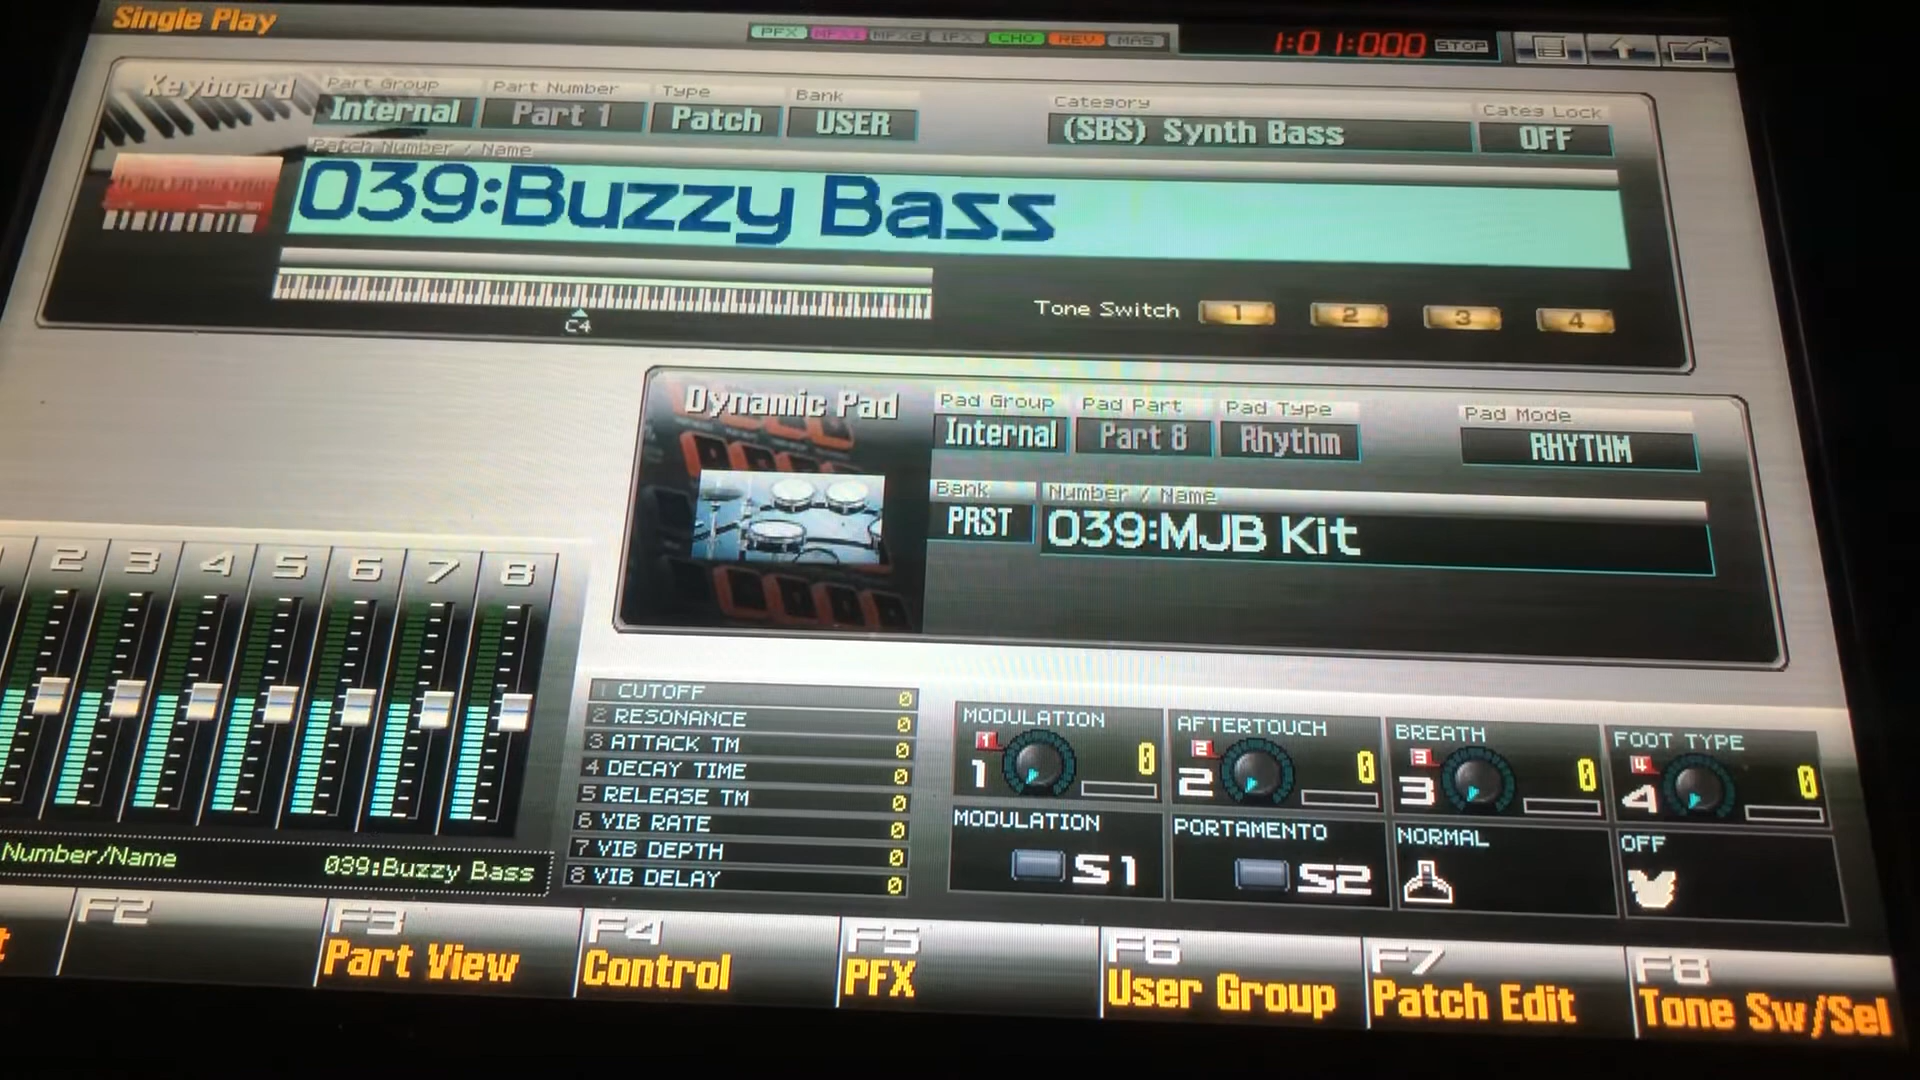 Single Play
PFX MFX1 MFX2 IFX CHO REV MAS
1:01:000 STOP
Keyboard
Part Group Part Number Type Bank
Internal Part 1 Patch USER
Category Categ Lock
(SBS) Synth Bass OFF
Patch Number / Name
039:Buzzy Bass
C4
Tone Switch 1 2 3 4
Dynamic Pad
Pad Group Pad Part Pad Type Pad Mode
Internal Part 8 Rhythm RHYTHM
Bank Number / Name
PRST 039:MJB Kit
2 3 4 5 6 7 8
Number/Name 039:Buzzy Bass
1 CUTOFF 0
2 RESONANCE 0
3 ATTACK TM 0
4 DECAY TIME 0
5 RELEASE TM 0
6 VIB RATE 0
7 VIB DEPTH 0
8 VIB DELAY 0
MODULATION AFTERTOUCH BREATH FOOT TYPE
1 1 0 2 2 0 3 3 0 4 4 0
MODULATION PORTAMENTO NORMAL OFF
S1 S2
F2 F3 F4 F5 F6 F7 F8
Part View Control PFX User Group Patch Edit Tone Sw/Sel